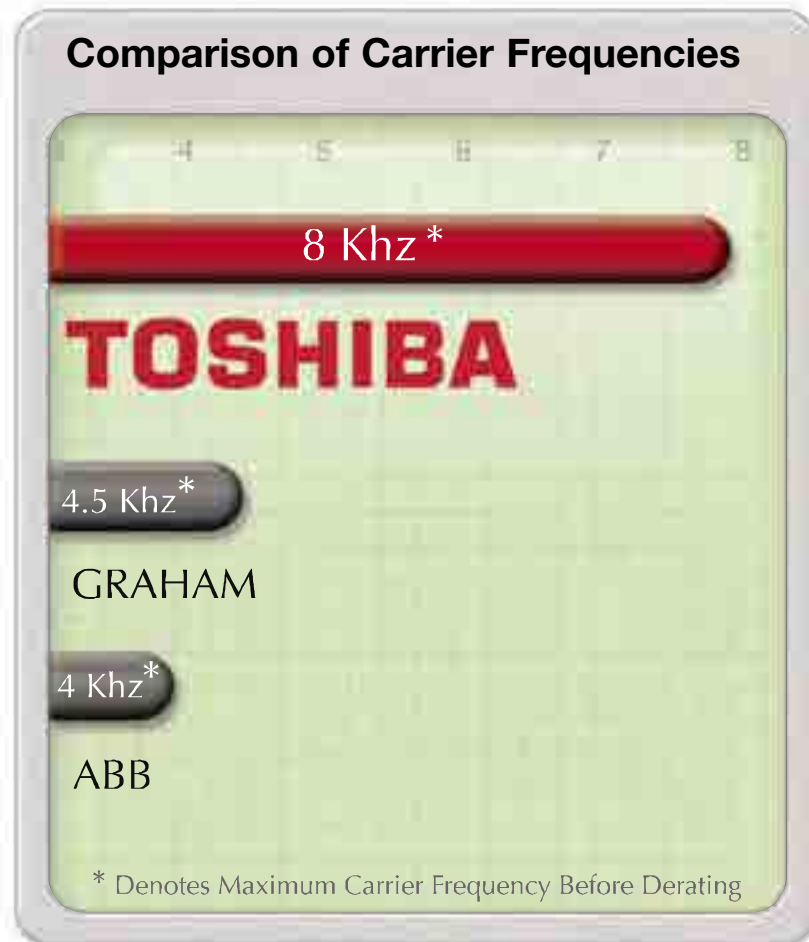 Comparison of Carrier Frequencies
4 5 6 7 8
8 Khz*
TOSHIBA
4.5 Khz*
GRAHAM
4 Khz*
ABB
* Denotes Maximum Carrier Frequency Before Derating